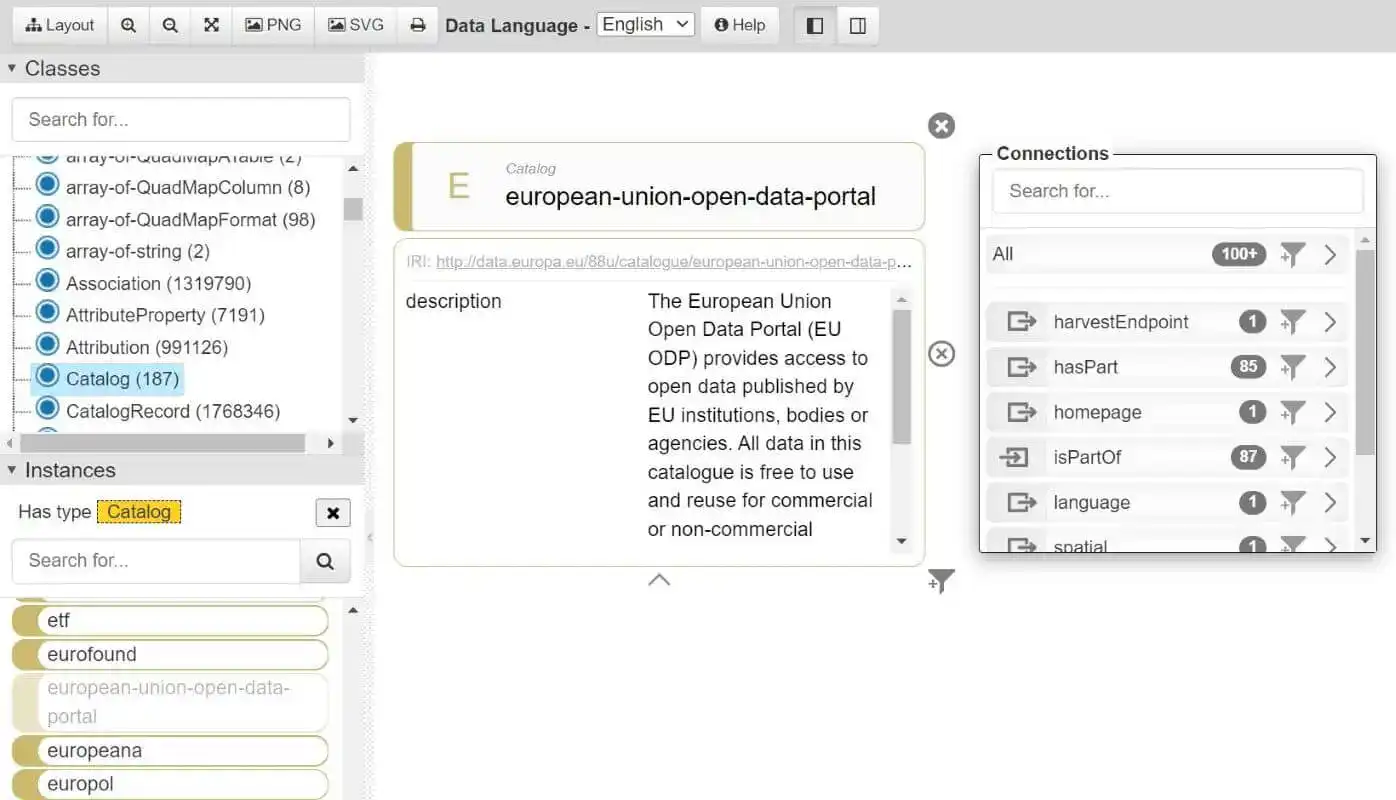 Layout PNG SVG Data Language - English Help
Classes
Search for...
array-of-QuadMapATable (2)
array-of-QuadMapColumn (8)
array-of-QuadMapFormat (98)
array-of-string (2)
Association (1319790)
AttributeProperty (7191)
Attribution (991126)
Catalog (187)
CatalogRecord (1768346)
Instances
Has type Catalog
Search for...
etf
eurofound
european-union-open-data-
portal
europeana
europol
E
Catalog
european-union-open-data-portal
IRI: http://data.europa.eu/88u/catalogue/european-union-open-data-p...
description
The European Union
Open Data Portal (EU
ODP) provides access to
open data published by
EU institutions, bodies or
agencies. All data in this
catalogue is free to use
and reuse for commercial
or non-commercial
Connections
Search for...
All 100+
harvestEndpoint 1
hasPart 85
homepage 1
isPartOf 87
language 1
spatial 1